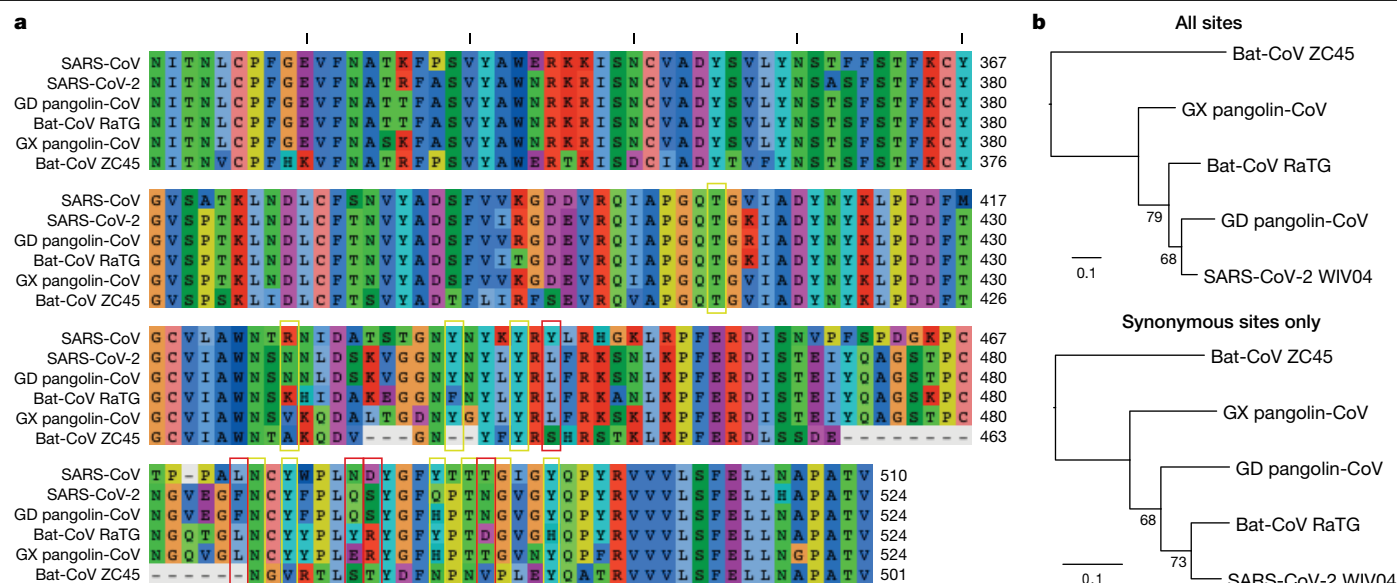 a
SARS-CoV N I T N L C P F G E V F N A T K F P S V Y A W E R K K I S N C V A D Y S V L Y N S T F F S T F K C Y 367
SARS-CoV-2 N I T N L C P F G E V F N A T R F A S V Y A W N R K R I S N C V A D Y S V L Y N S A S F S T F K C Y 380
GD pangolin-CoV N I T N L C P F G E V F N A T T F A S V Y A W N R K R I S N C V A D Y S V L Y N S T S F S T F K C Y 380
Bat-CoV RaTG N I T N L C P F G E V F N A T T F A S V Y A W N R K R I S N C V A D Y S V L Y N S T S F S T F K C Y 380
GX pangolin-CoV N I T N L C P F G E V F N A S K F A S V Y A W N R K R I S N C V A D Y S V L Y N S T S F S T F K C Y 380
Bat-CoV ZC45 N I T N V C P F H K V F N A T R F P S V Y A W E R T K I S D C I A D Y T V F Y N S T S F S T F K C Y 376
SARS-CoV G V S A T K L N D L C F S N V Y A D S F V V K G D D V R Q I A P G Q T G V I A D Y N Y K L P D D F M 417
SARS-CoV-2 G V S P T K L N D L C F T N V Y A D S F V I R G D E V R Q I A P G Q T G K I A D Y N Y K L P D D F T 430
GD pangolin-CoV G V S P T K L N D L C F T N V Y A D S F V V R G D E V R Q I A P G Q T G R I A D Y N Y K L P D D F T 430
Bat-CoV RaTG G V S P T K L N D L C F T N V Y A D S F V I T G D E V R Q I A P G Q T G K I A D Y N Y K L P D D F T 430
GX pangolin-CoV G V S P T K L N D L C F T N V Y A D S F V V K G D E V R Q I A P G Q T G V I A D Y N Y K L P D D F T 430
Bat-CoV ZC45 G V S P S K L I D L C F T S V Y A D T F L I R F S E V R Q V A P G Q T G V I A D Y N Y K L P D D F T 426
SARS-CoV G C V L A W N T R N I D A T S T G N Y N Y K Y R Y L R H G K L R P F E R D I S N V P F S P D G K P C 467
SARS-CoV-2 G C V I A W N S N N L D S K V G G N Y N Y L Y R L F R K S N L K P F E R D I S T E I Y Q A G S T P C 480
GD pangolin-CoV G C V I A W N S N N L D S K V G G N Y N Y L Y R L F R K S N L K P F E R D I S T E I Y Q A G S T P C 480
Bat-CoV RaTG G C V I A W N S K H I D A K E G G N F N Y L Y R L F R K A N L K P F E R D I S T E I Y Q A G S K P C 480
GX pangolin-CoV G C V I A W N S V K Q D A L T G D N Y G Y L Y R L F R K S K L K P F E R D I S T E I Y Q A G S T P C 480
Bat-CoV ZC45 G C V I A W N T A K Q D V - - - G N - - Y F Y R S H R S T K L K P F E R D L S S D E - - - - - - - - 463
SARS-CoV T P - P A L N C Y W P L N D Y G F Y T T T G I G Y Q P Y R V V V L S F E L L N A P A T V 510
SARS-CoV-2 N G V E G F N C Y F P L Q S Y G F Q P T N G V G Y Q P Y R V V V L S F E L L H A P A T V 524
GD pangolin-CoV N G V E G F N C Y F P L Q S Y G F H P T N G V G Y Q P Y R V V V L S F E L L N A P A T V 524
Bat-CoV RaTG N G Q T G L N C Y Y P L Y R Y G F Y P T D G V G H Q P Y R V V V L S F E L L N A P A T V 524
GX pangolin-CoV N G Q V G L N C Y Y P L E R Y G F H P T T G V N Y Q P F R V V V L S F E L L N G P A T V 524
Bat-CoV ZC45 - - - - - - N G V R T L S T Y D F N P N V P L E Y Q A T R V V V L S F E L L N A P A T V 501
b
All sites
Bat-CoV ZC45
GX pangolin-CoV
Bat-CoV RaTG
79
GD pangolin-CoV
68
0.1
SARS-CoV-2 WIV04
Synonymous sites only
Bat-CoV ZC45
GX pangolin-CoV
GD pangolin-CoV
68
Bat-CoV RaTG
73
0.1
SARS-CoV-2 WIV04